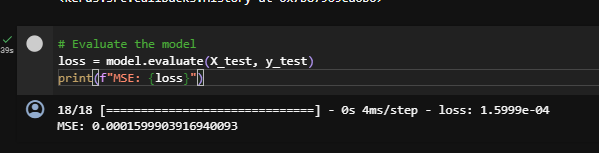 39s
# Evaluate the model
loss = model.evaluate(X_test, y_test)
print(f"MSE: {loss}")
18/18 [==============================] - 0s 4ms/step - loss: 1.5999e-04
MSE: 0.0001599903916940093